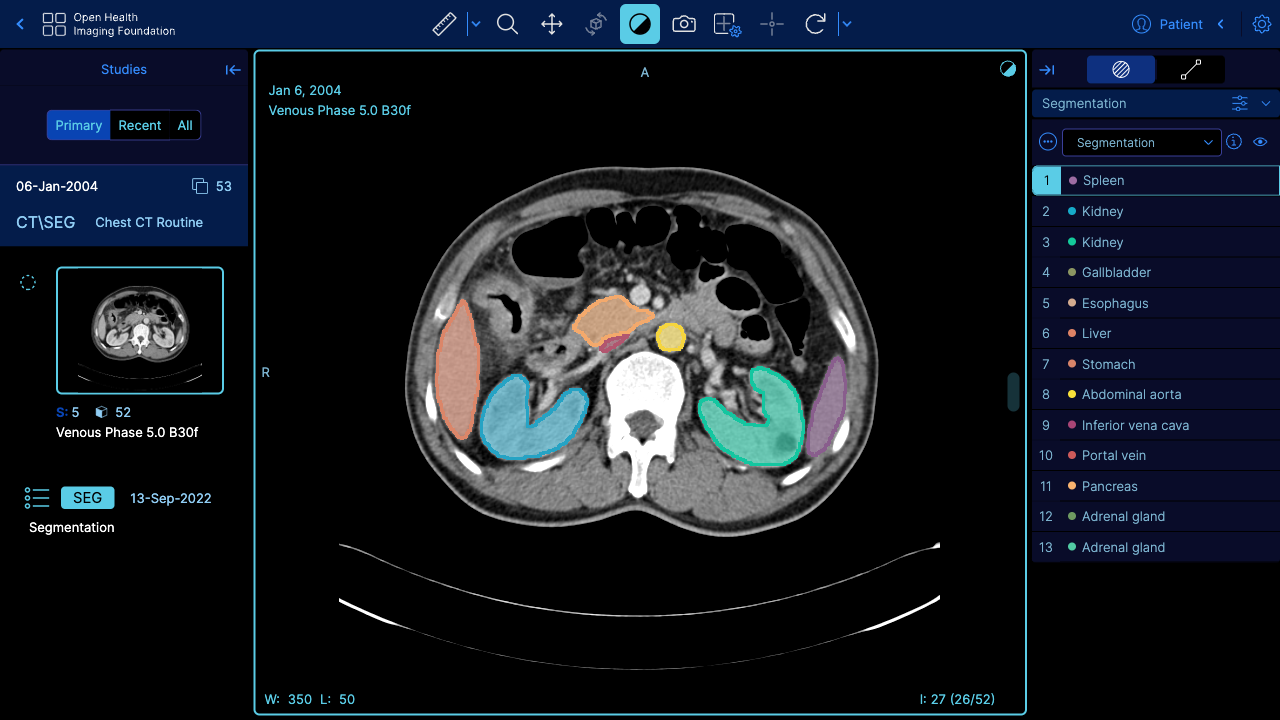 Open Health
Imaging Foundation
Patient
Studies
Primary Recent All
06-Jan-2004 53
CT\SEG Chest CT Routine
S: 5 52
Venous Phase 5.0 B30f
SEG 13-Sep-2022
Segmentation
A
Jan 6, 2004
Venous Phase 5.0 B30f
R
W: 350 L: 50
I: 27 (26/52)
Segmentation
Segmentation
1 Spleen
2 Kidney
3 Kidney
4 Gallbladder
5 Esophagus
6 Liver
7 Stomach
8 Abdominal aorta
9 Inferior vena cava
10 Portal vein
11 Pancreas
12 Adrenal gland
13 Adrenal gland